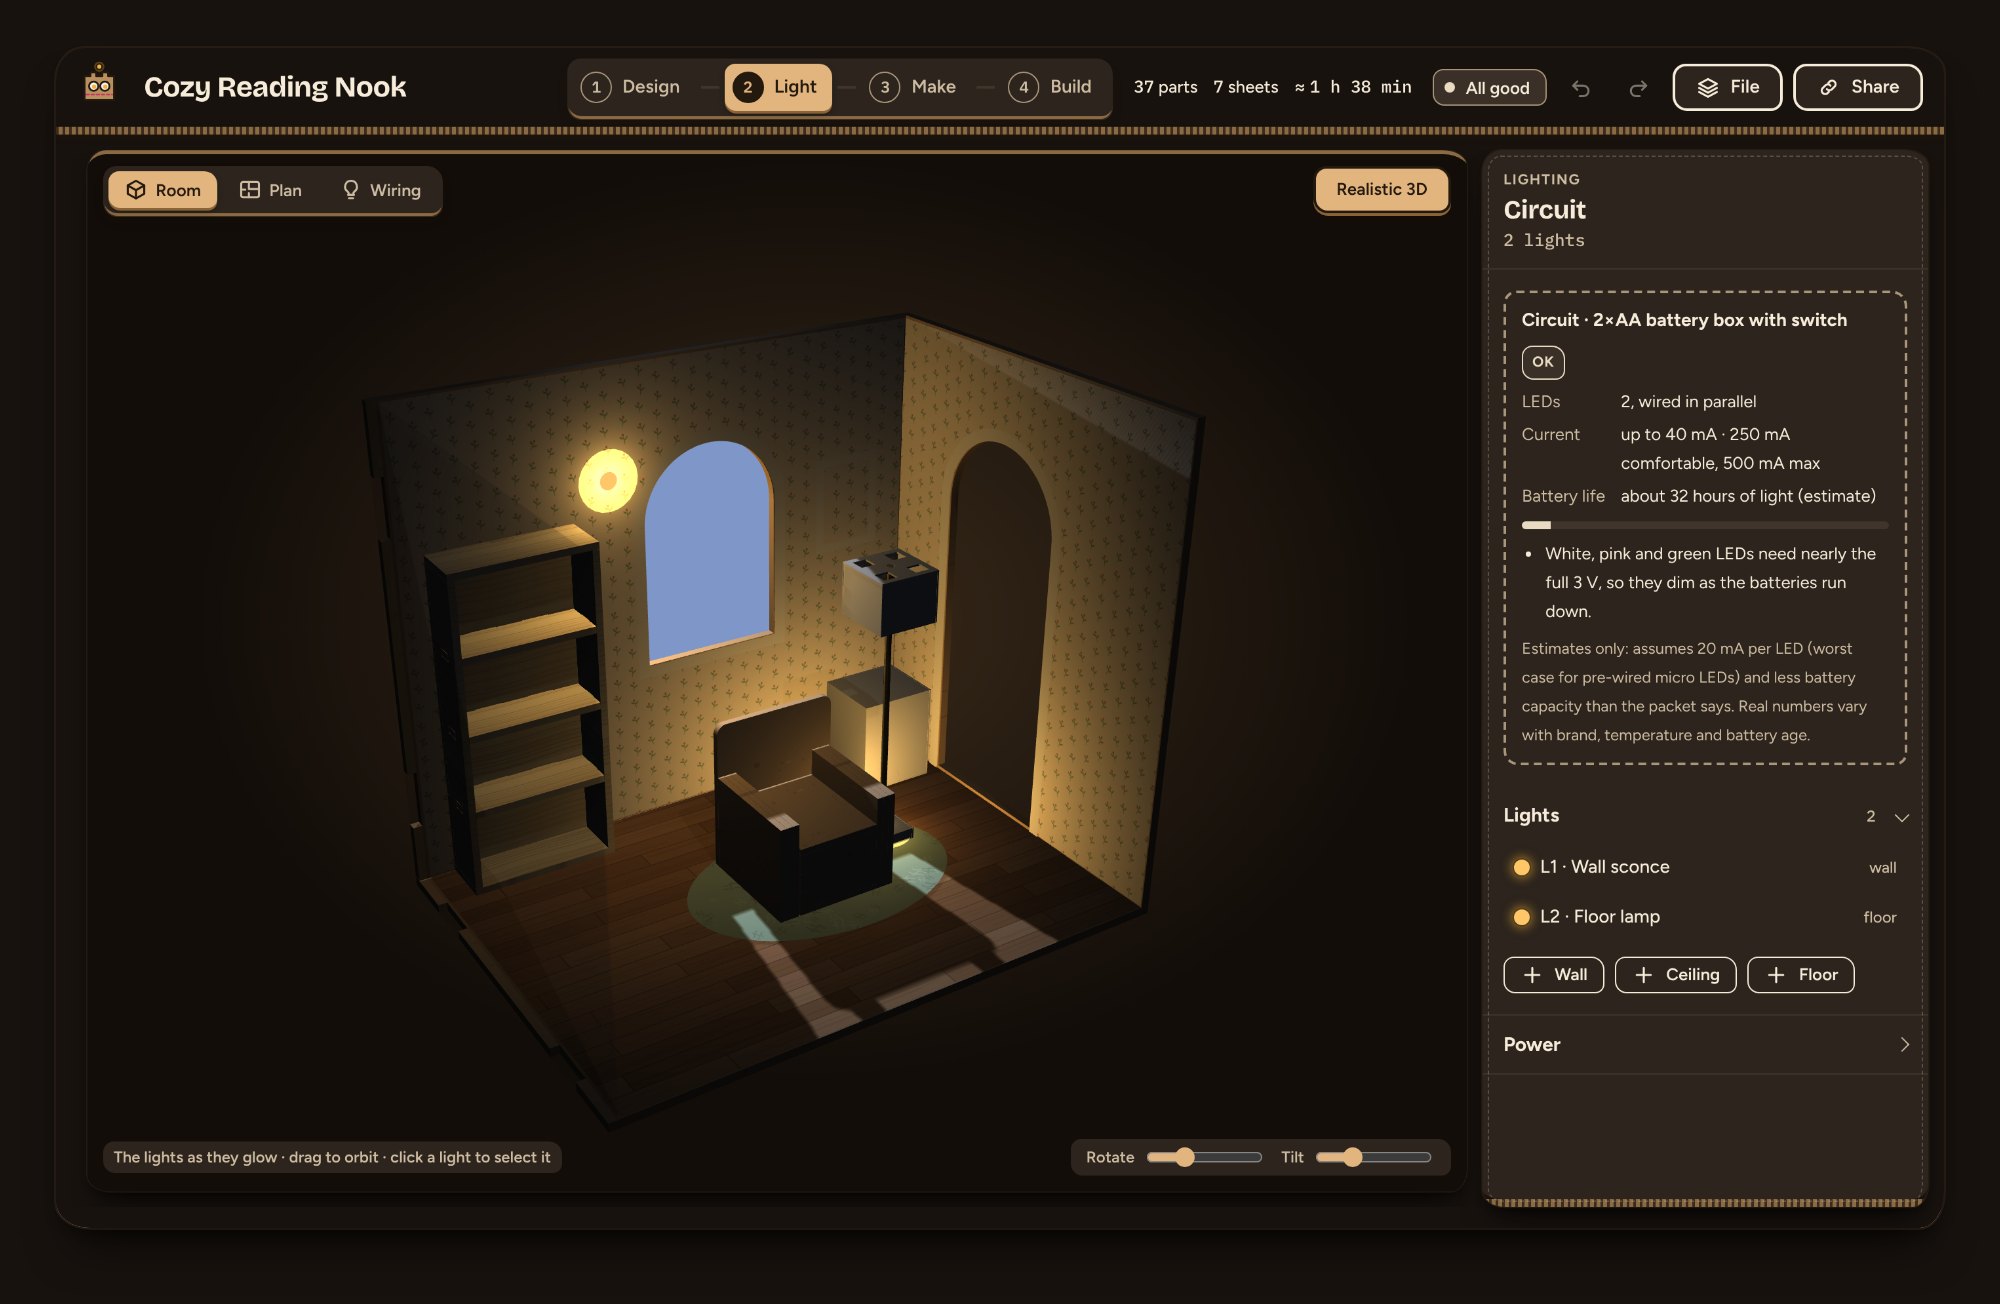 Cozy Reading Nook
1 Design
2 Light
3 Make
4 Build
37 parts 7 sheets ≈ 1 h 38 min
All good
File
Share
Room
Plan
Wiring
Realistic 3D
LIGHTING
Circuit
2 lights
Circuit · 2×AA battery box with switch
OK
LEDs 2, wired in parallel
Current up to 40 mA · 250 mA
comfortable, 500 mA max
Battery life about 32 hours of light (estimate)
• White, pink and green LEDs need nearly the
full 3 V, so they dim as the batteries run
down.
Estimates only: assumes 20 mA per LED (worst
case for pre-wired micro LEDs) and less battery
capacity than the packet says. Real numbers vary
with brand, temperature and battery age.
Lights 2
L1 · Wall sconce wall
L2 · Floor lamp floor
+ Wall
+ Ceiling
+ Floor
Power
The lights as they glow · drag to orbit · click a light to select it
Rotate
Tilt